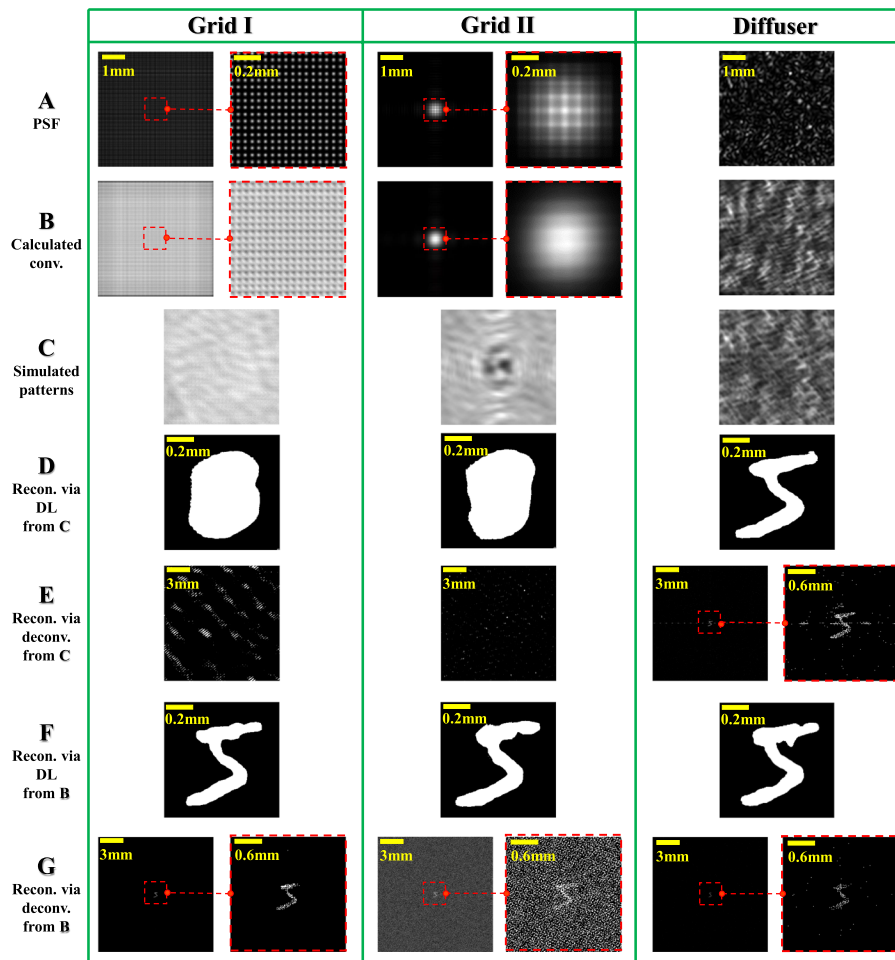 Grid I
Grid II
Diffuser
A
PSF
1mm
0.2mm
1mm
0.2mm
1mm
B
Calculated
conv.
C
Simulated
patterns
D
Recon. via
DL
from C
0.2mm
0.2mm
0.2mm
E
Recon. via
deconv.
from C
3mm
3mm
3mm
0.6mm
F
Recon. via
DL
from B
0.2mm
0.2mm
0.2mm
G
Recon. via
deconv.
from B
3mm
0.6mm
3mm
0.6mm
3mm
0.6mm